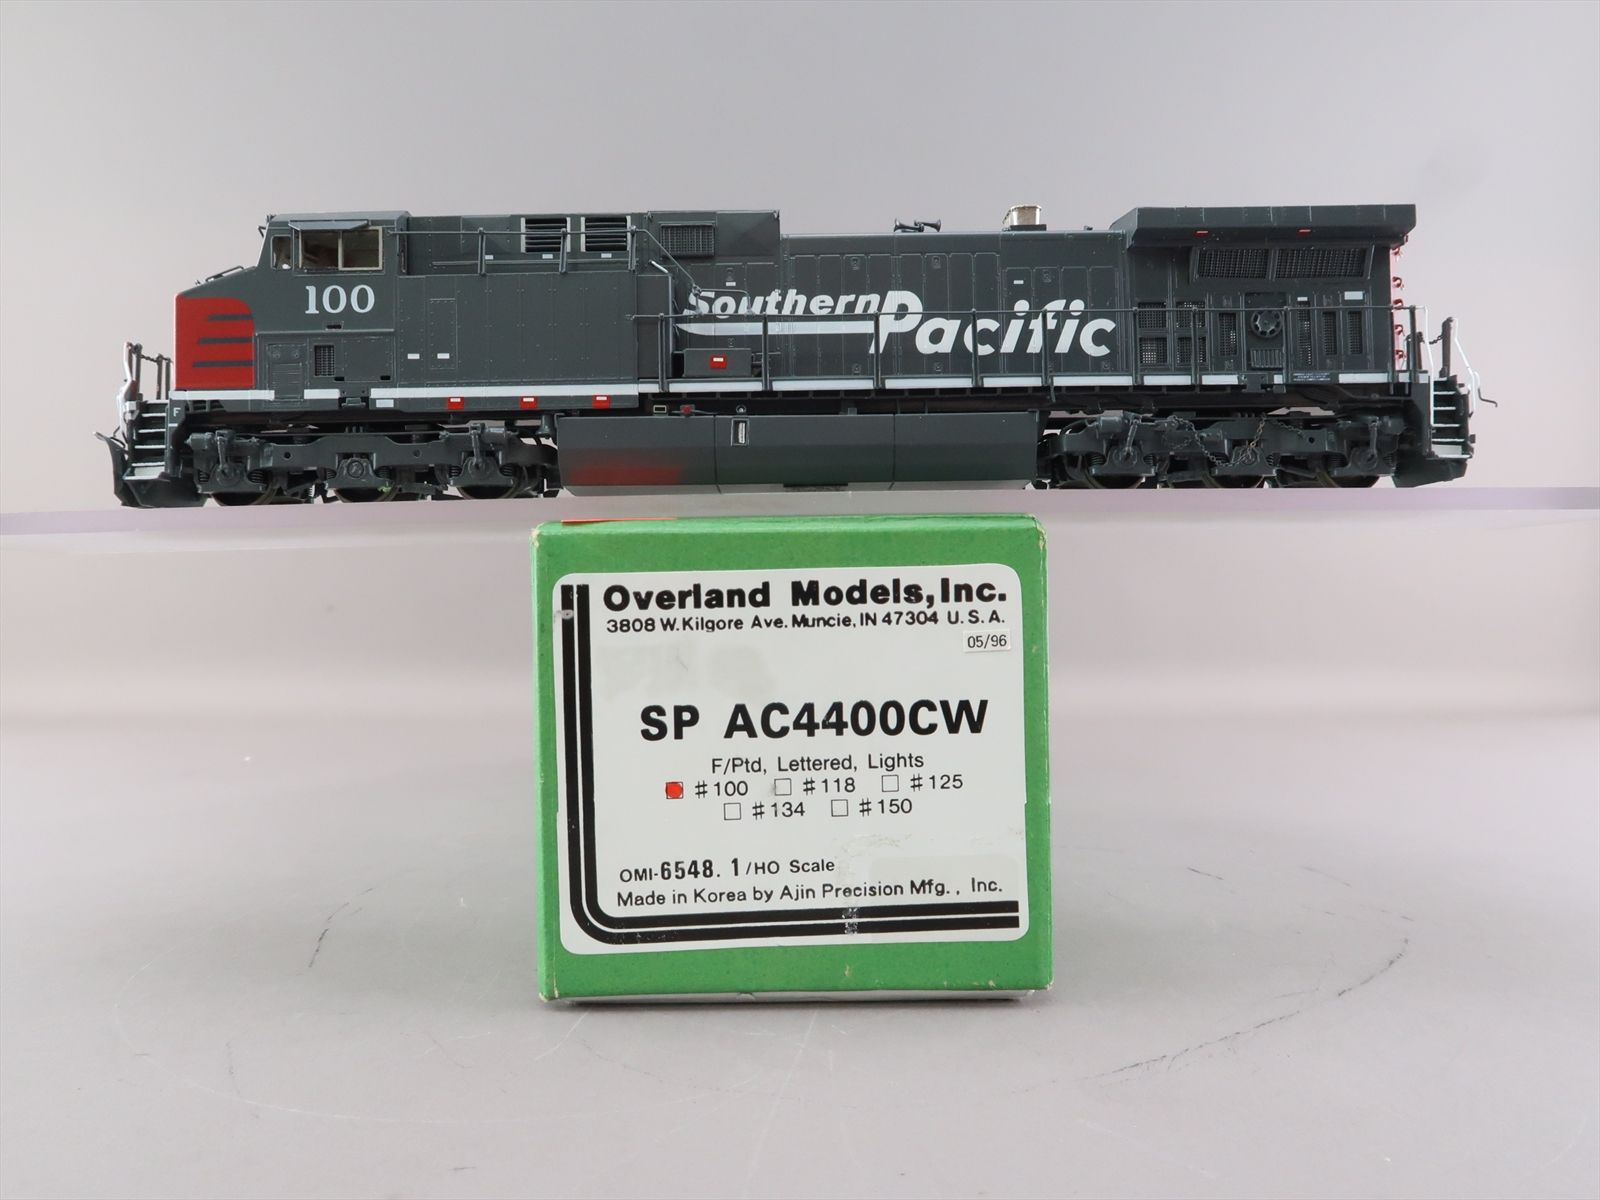 100
Southern
Pacific
F
Overland Models, Inc.
3808 W. Kilgore Ave. Muncie, IN 47304 U. S. A.
05/96
SP AC4400CW
F/Ptd, Lettered, Lights
#100 #118 #125
#134 #150
OMI-6548. 1/HO Scale
Made in Korea by Ajin Precision Mfg. , Inc.